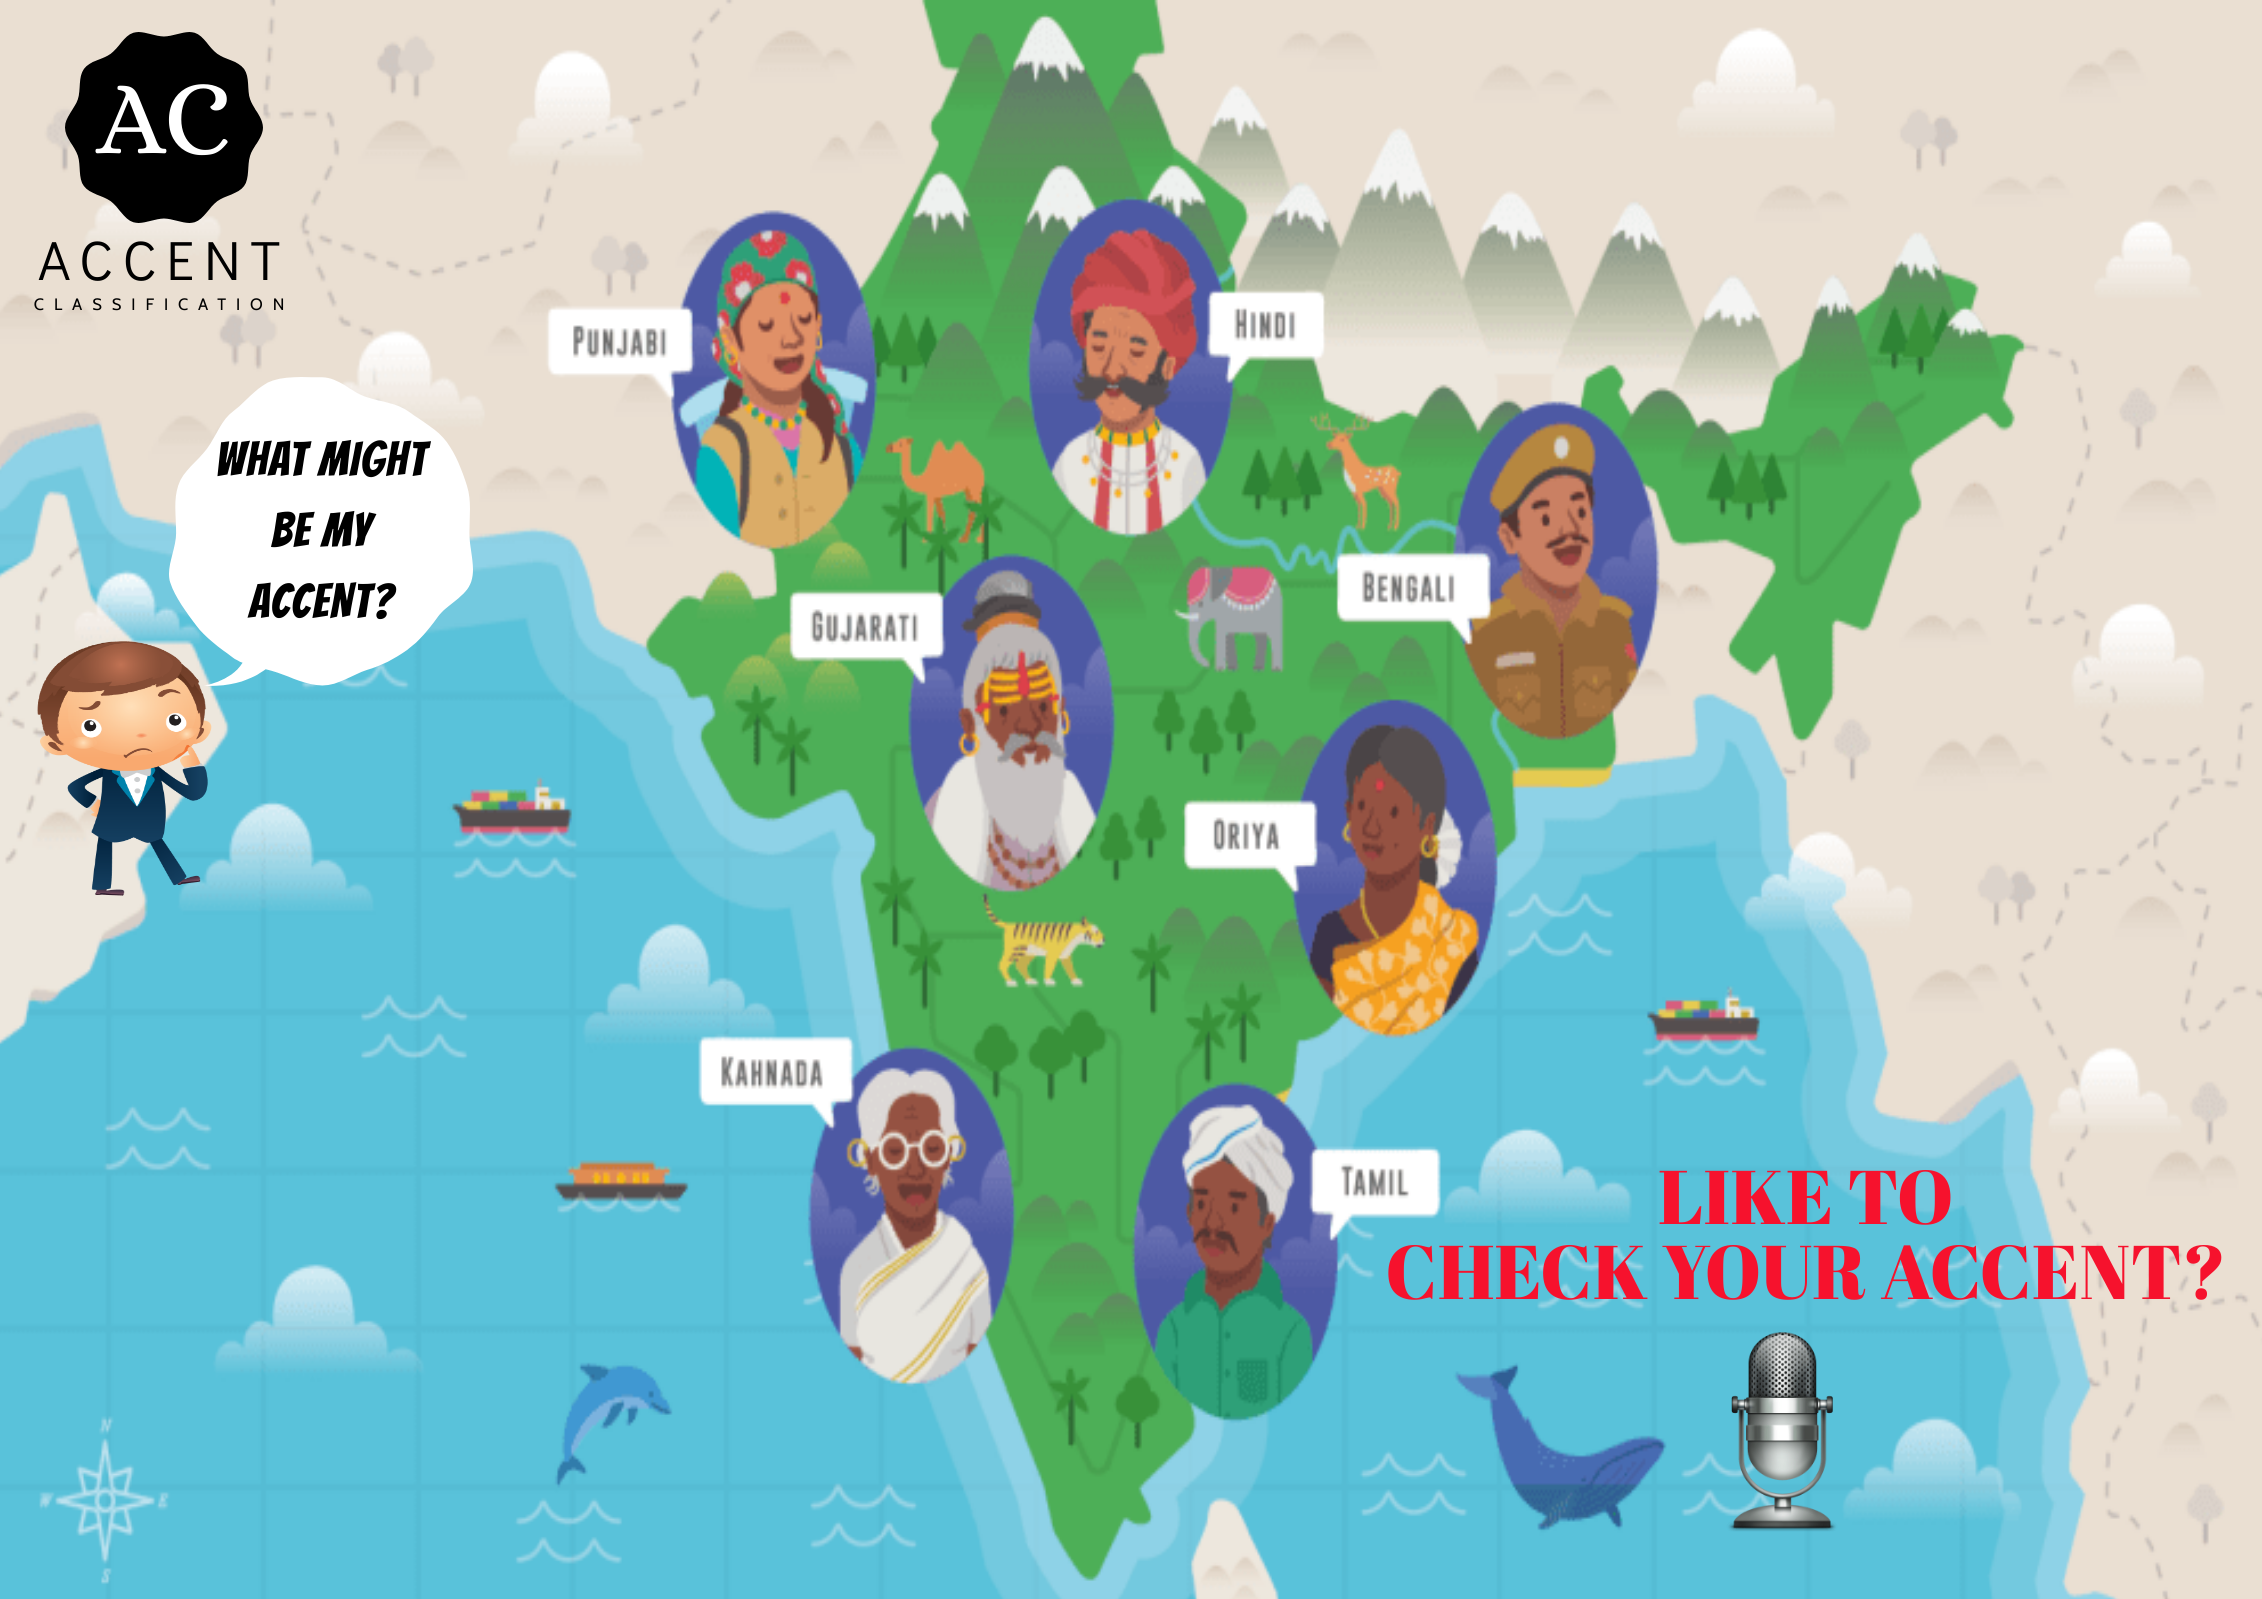 AC
ACCENT
CLASSIFICATION
WHAT MIGHT
BE MY
ACCENT?
PUNJABI
HINDI
BENGALI
GUJARATI
ORIYA
KAHNADA
TAMIL
LIKE TO
CHECK YOUR ACCENT?
N
W E
S